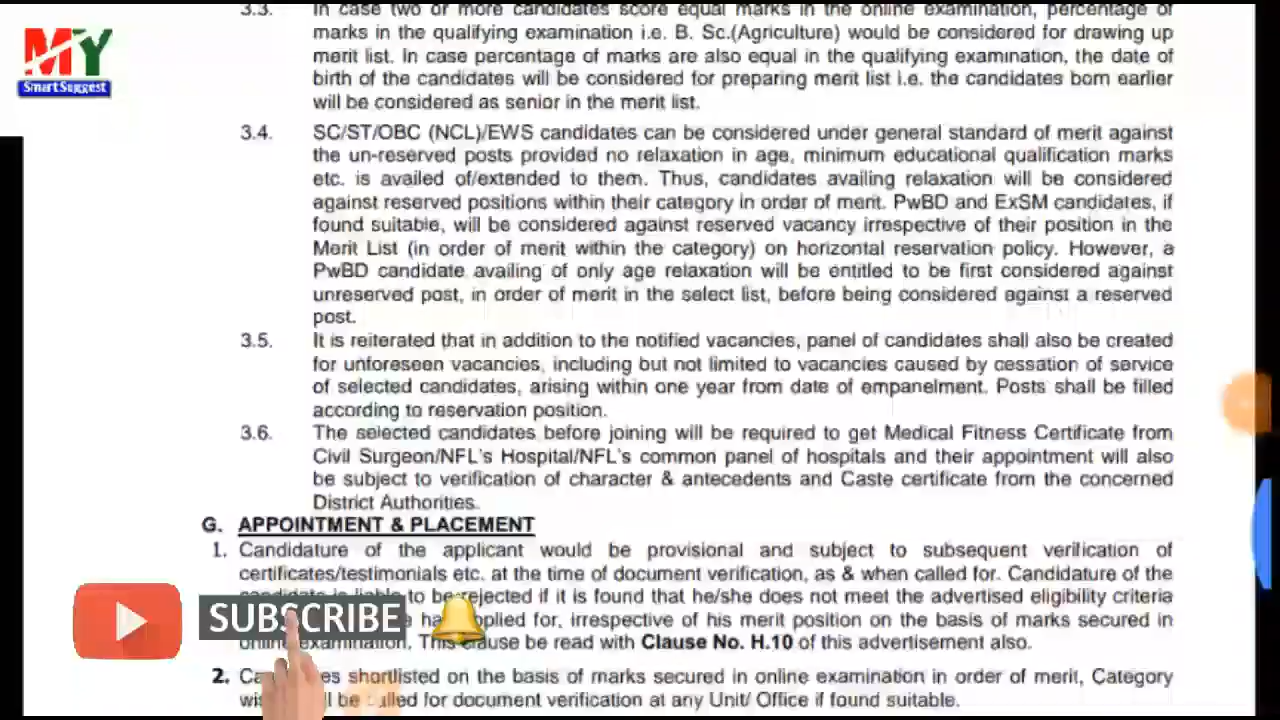 MY
SmartSuggest
3.3. In case two or more candidates score equal marks in the online examination, percentage of
marks in the qualifying examination i.e. B. Sc.(Agriculture) would be considered for drawing up
merit list. In case percentage of marks are also equal in the qualifying examination, the date of
birth of the candidates will be considered for preparing merit list i.e. the candidates born earlier
will be considered as senior in the merit list.
3.4. SC/ST/OBC (NCL)/EWS candidates can be considered under general standard of merit against
the un-reserved posts provided no relaxation in age, minimum educational qualification marks
etc. is availed of/extended to them. Thus, candidates availing relaxation will be considered
against reserved positions within their category in order of merit. PwBD and ExSM candidates, if
found suitable, will be considered against reserved vacancy irrespective of their position in the
Merit List (in order of merit within the category) on horizontal reservation policy. However, a
PwBD candidate availing of only age relaxation will be entitled to be first considered against
unreserved post, in order of merit in the select list, before being considered against a reserved
post.
3.5. It is reiterated that in addition to the notified vacancies, panel of candidates shall also be created
for unforeseen vacancies, including but not limited to vacancies caused by cessation of service
of selected candidates, arising within one year from date of empanelment. Posts shall be filled
according to reservation position.
3.6. The selected candidates before joining will be required to get Medical Fitness Certificate from
Civil Surgeon/NFL's Hospital/NFL's common panel of hospitals and their appointment will also
be subject to verification of character & antecedents and Caste certificate from the concerned
District Authorities.
G. APPOINTMENT & PLACEMENT
1. Candidature of the applicant would be provisional and subject to subsequent verification of
certificates/testimonials etc. at the time of document verification, as & when called for. Candidature of the
candidate is liable to be rejected if it is found that he/she does not meet the advertised eligibility criteria
for, irrespective of his merit position on the basis of marks secured in
online examination. This clause be read with Clause No. H.10 of this advertisement also.
2. shortlisted on the basis of marks secured in online examination in order of merit, Category
for document verification at any Unit/ Office if found suitable.
SUBSCRIBE